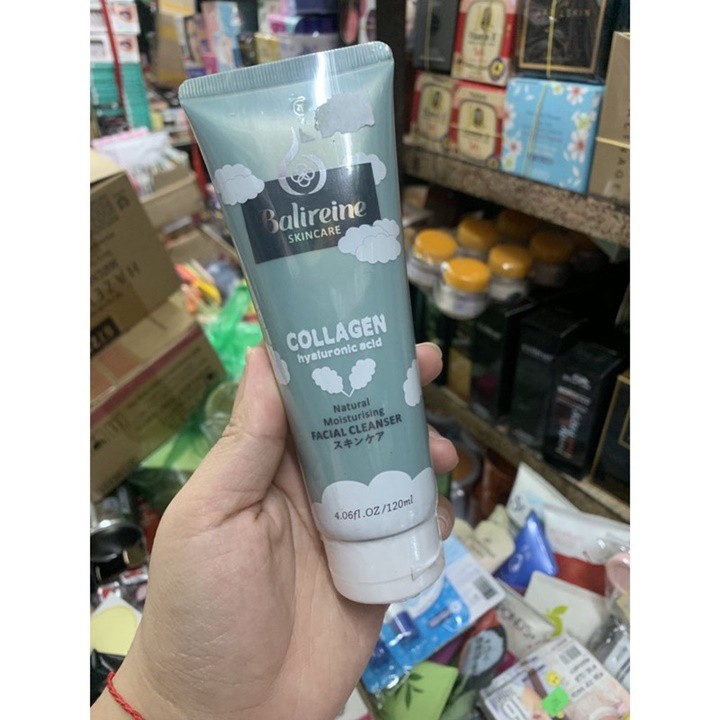 Balireine
SKINCARE
COLLAGEN
hyaluronic acid
Natural
Moisturising
FACIAL CLEANSER
スキンケア
4.06fl.OZ/120ml